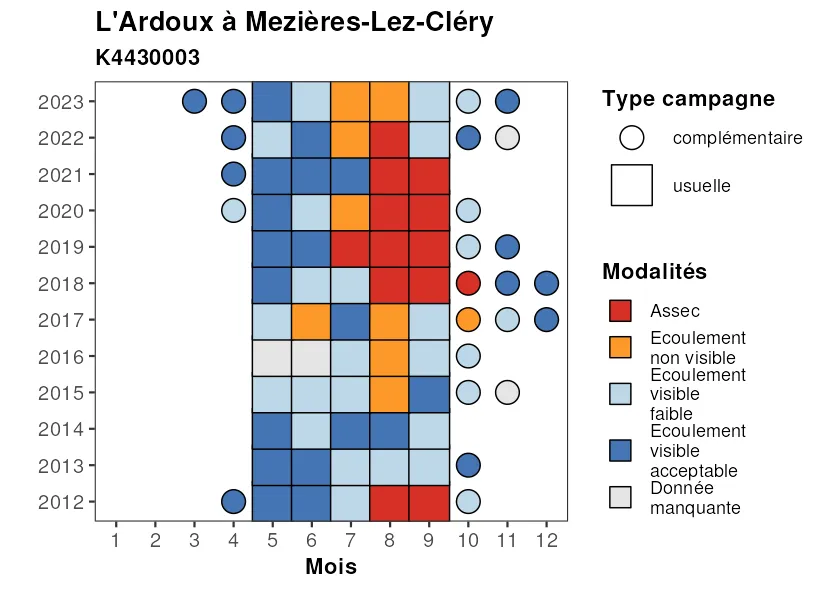 L'Ardoux à Mezières-Lez-Cléry
K4430003
2023
2022
2021
2020
2019
2018
2017
2016
2015
2014
2013
2012
1 2 3 4 5 6 7 8 9 10 11 12
Mois
Type campagne
complémentaire
usuelle
Modalités
Assec
Ecoulement
non visible
Ecoulement
visible
faible
Ecoulement
visible
acceptable
Donnée
manquante